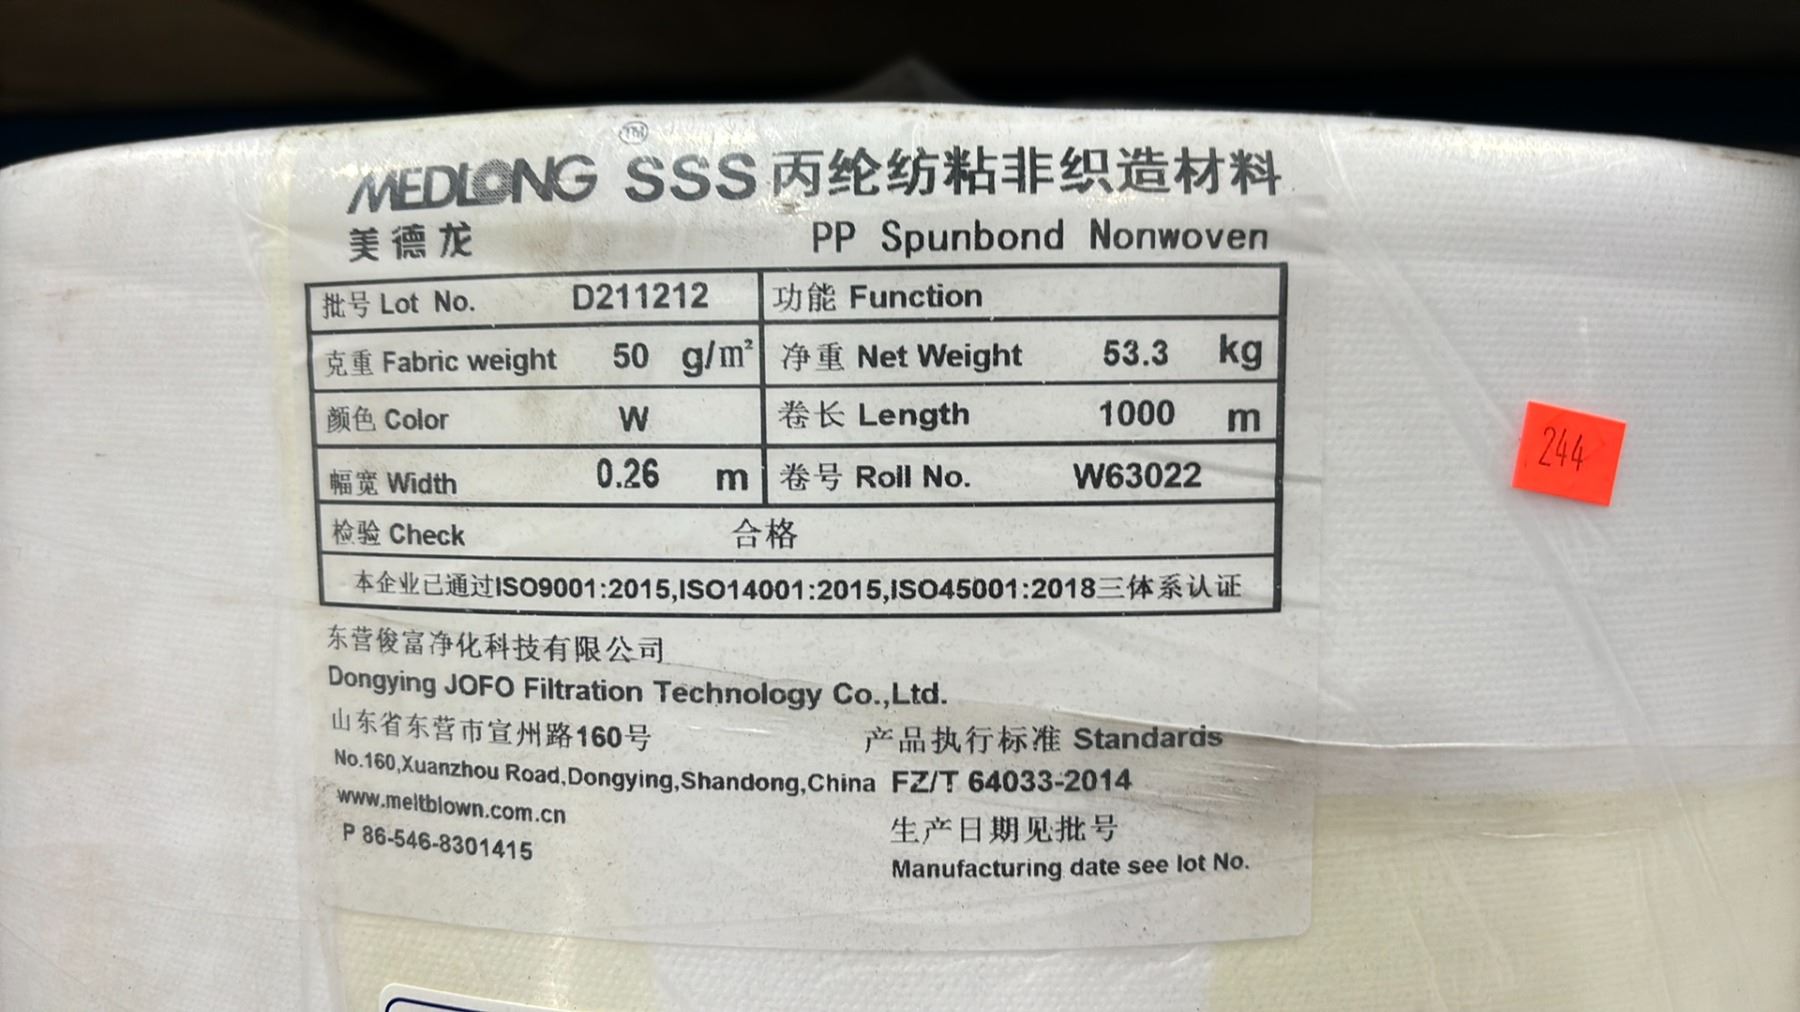 TM
MEDLONG SSS 丙纶纺粘非织造材料
美德龙 PP Spunbond Nonwoven
批号 Lot No. D211212 功能 Function
克重 Fabric weight 50 g/m² 净重 Net Weight 53.3 kg
颜色 Color W 卷长 Length 1000 m
幅宽 Width 0.26 m 卷号 Roll No. W63022
检验 Check 合格
本企业已通过ISO9001:2015,ISO14001:2015,ISO45001:2018三体系认证
东营俊富净化科技有限公司
Dongying JOFO Filtration Technology Co.,Ltd.
山东省东营市宣州路160号
No.160,Xuanzhou Road,Dongying,Shandong,China
www.meltblown.com.cn
P 86-546-8301415
产品执行标准 Standards
FZ/T 64033-2014
生产日期见批号
Manufacturing date see lot No.
244